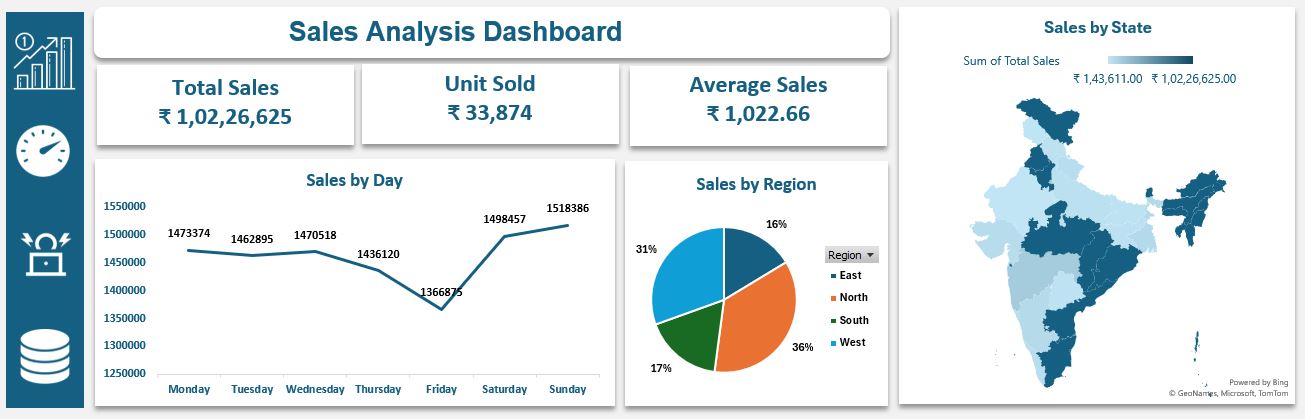 1
Sales Analysis Dashboard
Total Sales
₹ 1,02,26,625
Unit Sold
₹ 33,874
Average Sales
₹ 1,022.66
Sales by Day
1550000
1500000
1450000
1400000
1350000
1300000
1250000
1473374
1462895
1470518
1436120
1366875
1498457
1518386
Monday
Tuesday
Wednesday
Thursday
Friday
Saturday
Sunday
Sales by Region
16%
36%
17%
31%
Region
East
North
South
West
Sales by State
Sum of Total Sales
₹ 1,43,611.00 ₹ 1,02,26,625.00
Powered by Bing
© GeoNames, Microsoft, TomTom